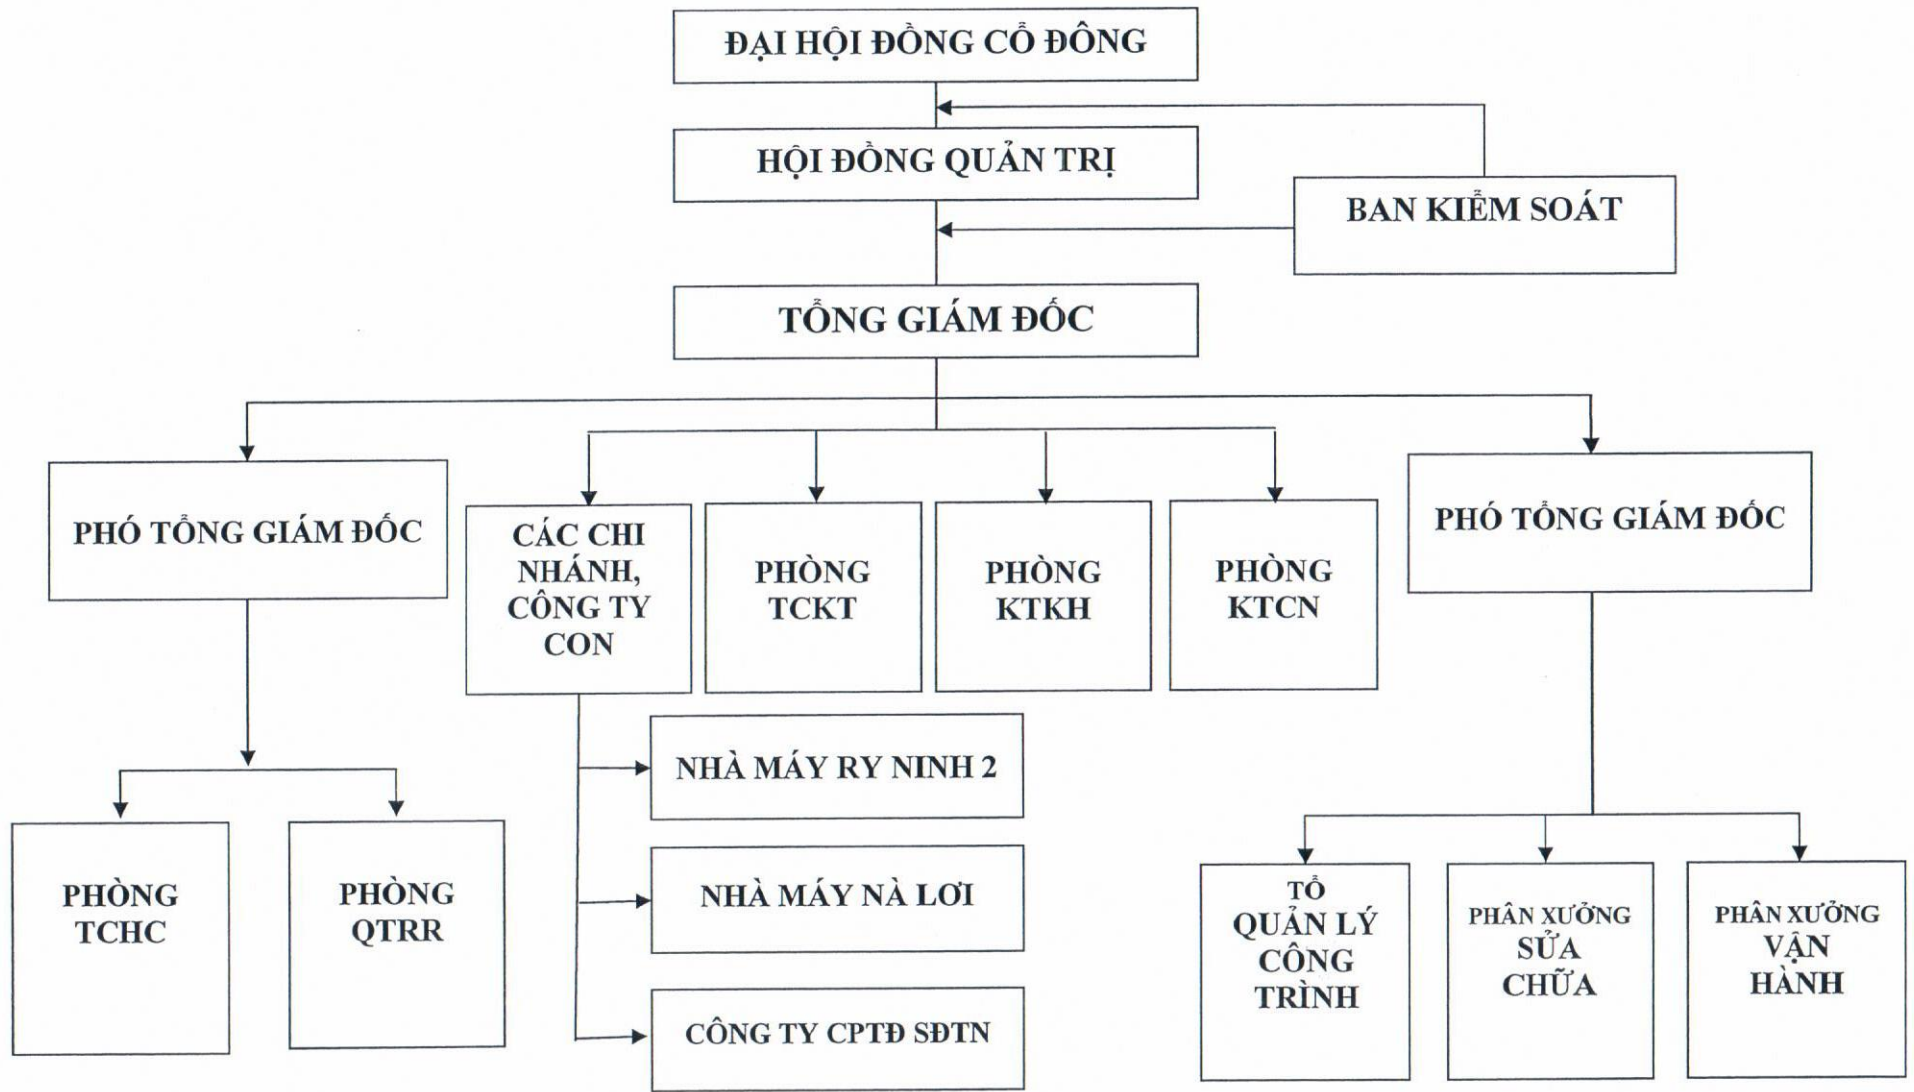 ĐẠI HỘI ĐỒNG CỔ ĐÔNG
HỘI ĐỒNG QUẢN TRỊ
BAN KIỂM SOÁT
TỔNG GIÁM ĐỐC
PHÓ TỔNG GIÁM ĐỐC
CÁC CHI
NHÁNH,
CÔNG TY
CON
PHÒNG
TCKT
PHÒNG
KTKH
PHÒNG
KTCN
PHÓ TỔNG GIÁM ĐỐC
NHÀ MÁY RY NINH 2
NHÀ MÁY NÀ LƠI
CÔNG TY CPTĐ SĐTN
PHÒNG
TCHC
PHÒNG
QTRR
TỔ
QUẢN LÝ
CÔNG
TRÌNH
PHÂN XƯỞNG
SỬA
CHỮA
PHÂN XƯỞNG
VẬN
HÀNH